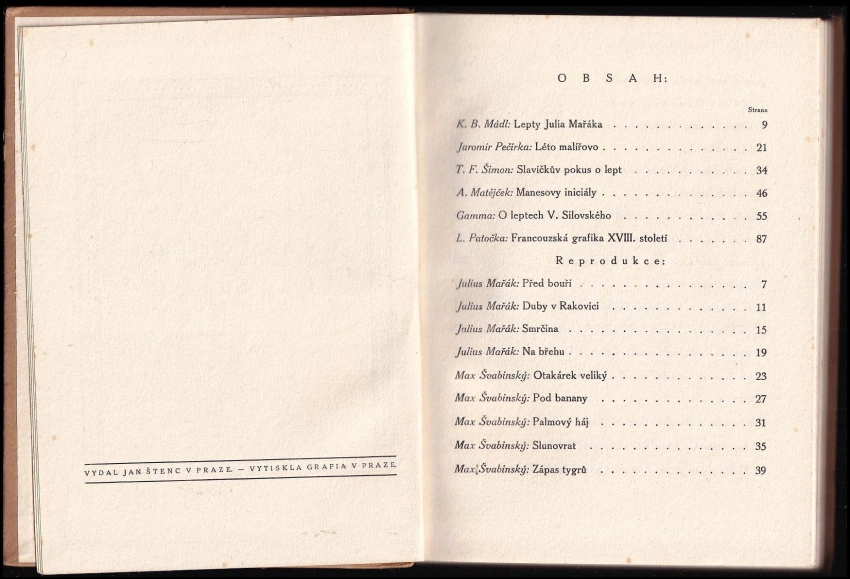 VYDAL JAN ŠTENC V PRAZE. — VYTISKLA GRAFIA V PRAZE.
OBSAH:
Strana
K. B. Mádl: Lepty Julia Mařáka . . . . . . . . . . . . . 9
Jaromír Pečírka: Léto malířovo . . . . . . . . . . . . . . 21
T. F. Šimon: Slavíčkův pokus o lept . . . . . . . . . . . 34
A. Matějček: Manesovy iniciály . . . . . . . . . . . . . . 46
Gamma: O leptech V. Silovského . . . . . . . . . . . . 55
L. Patočka: Francouzská grafika XVIII. století . . . . . . . 87
Reprodukce:
Julius Mařák: Před bouří . . . . . . . . . . . . . . . . 7
Julius Mařák: Duby v Rakovici . . . . . . . . . . . . . 11
Julius Mařák: Smrčina . . . . . . . . . . . . . . . . . 15
Julius Mařák: Na břehu . . . . . . . . . . . . . . . . . 19
Max Švabinský: Otakárek veliký . . . . . . . . . . . . . 23
Max Švabinský: Pod banany . . . . . . . . . . . . . . 27
Max Švabinský: Palmový háj . . . . . . . . . . . . . . 31
Max Švabinský: Slunovrat . . . . . . . . . . . . . . . 35
Max Švabinský: Zápas tygrů . . . . . . . . . . . . . . 39